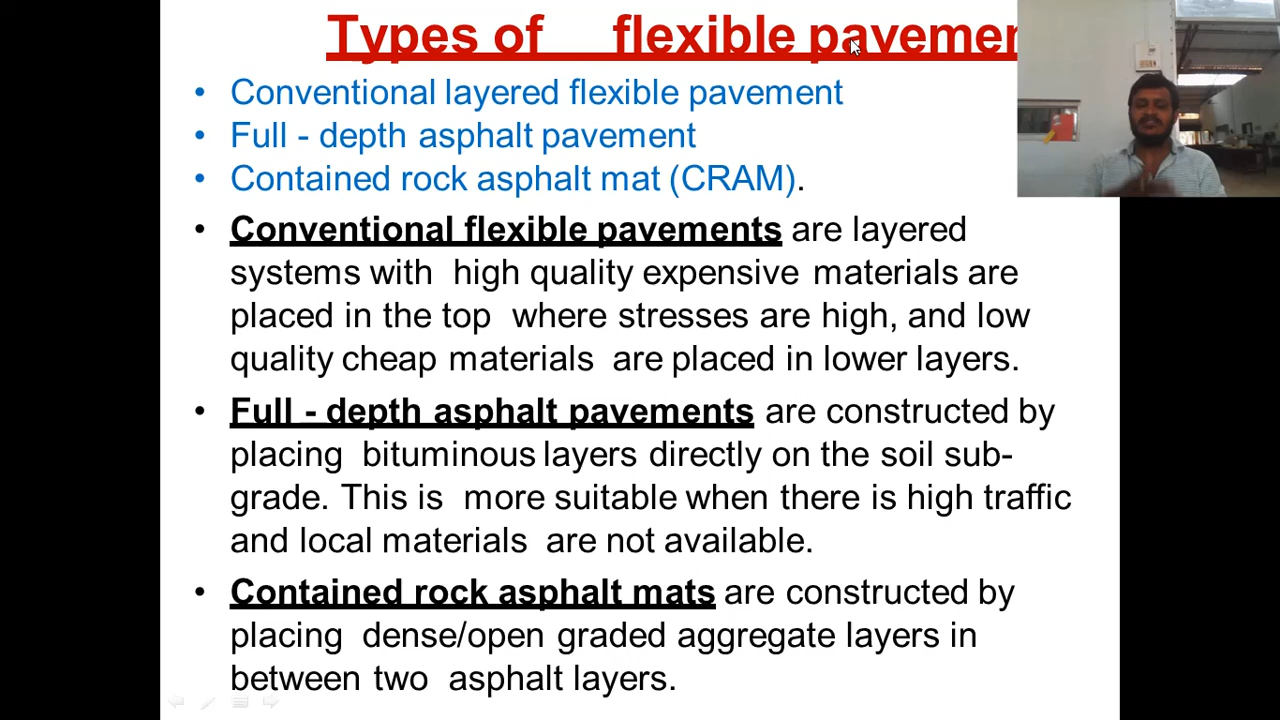 Types of flexible pavemen
• Conventional layered flexible pavement
• Full - depth asphalt pavement
• Contained rock asphalt mat (CRAM).
• Conventional flexible pavements are layered
systems with high quality expensive materials are
placed in the top where stresses are high, and low
quality cheap materials are placed in lower layers.
• Full - depth asphalt pavements are constructed by
placing bituminous layers directly on the soil sub-
grade. This is more suitable when there is high traffic
and local materials are not available.
• Contained rock asphalt mats are constructed by
placing dense/open graded aggregate layers in
between two asphalt layers.